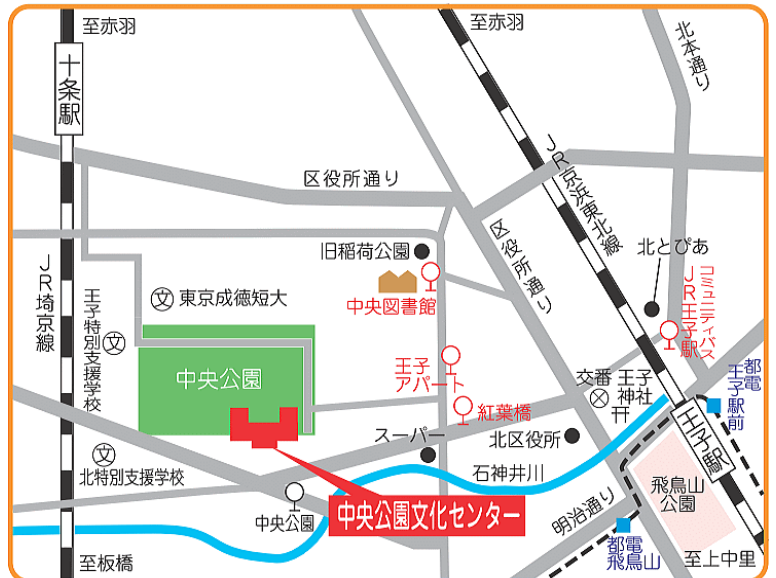 至赤羽
至赤羽
北本通り
十条駅
JR京浜東北線
区役所通り
区役所通り
旧稲荷公園
北とぴあ
中央図書館
コミュニティバス
JR王子駅
JR埼京線
王子特別支援学校
文
文
東京成徳短大
中央公園
王子
アパート
紅葉橋
交番
王子
神社
都電
王子駅前
王子駅
スーパー
北区役所
文
北特別支援学校
石神井川
飛鳥山
公園
中央公園
中央公園文化センター
明治通り
都電
飛鳥山
至板橋
至上中里